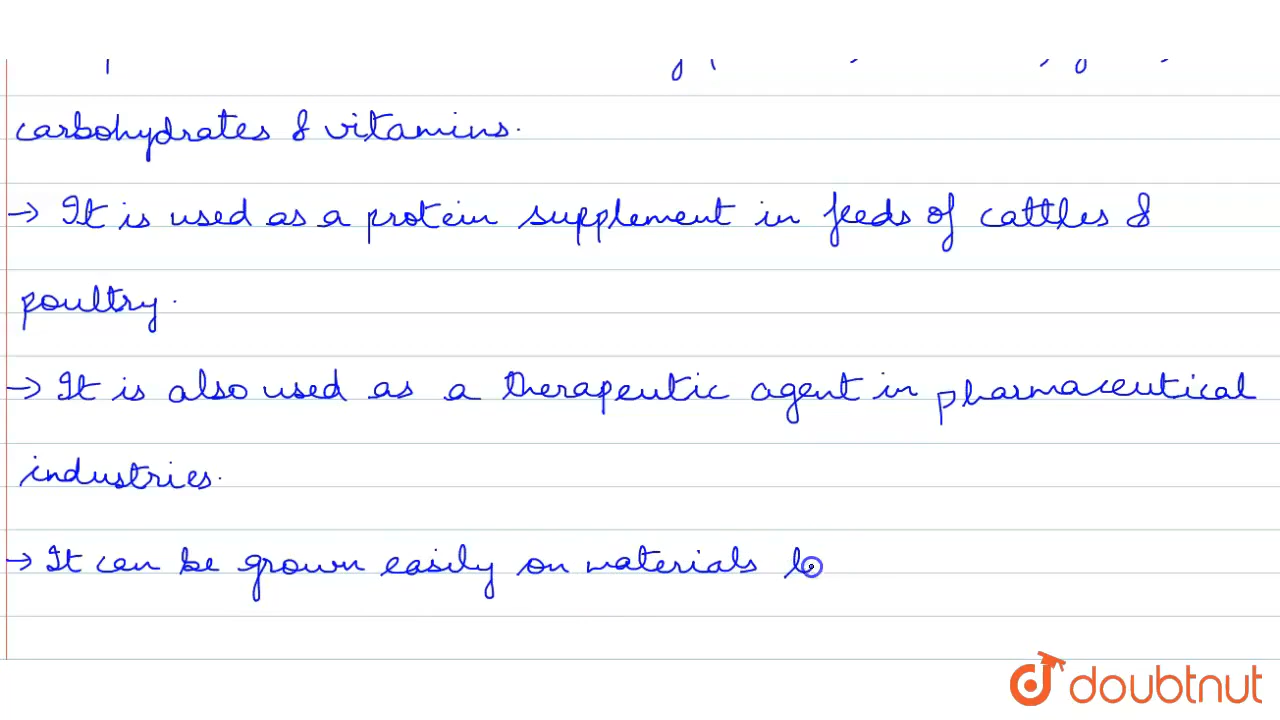 carbohydrates & vitamins.
→ It is used as a protein supplement in feeds of cattles &
poultry.
→ It is also used as a therapeutic agent in pharmaceutical
industries.
→ It can be grown easily on materials
doubtnut